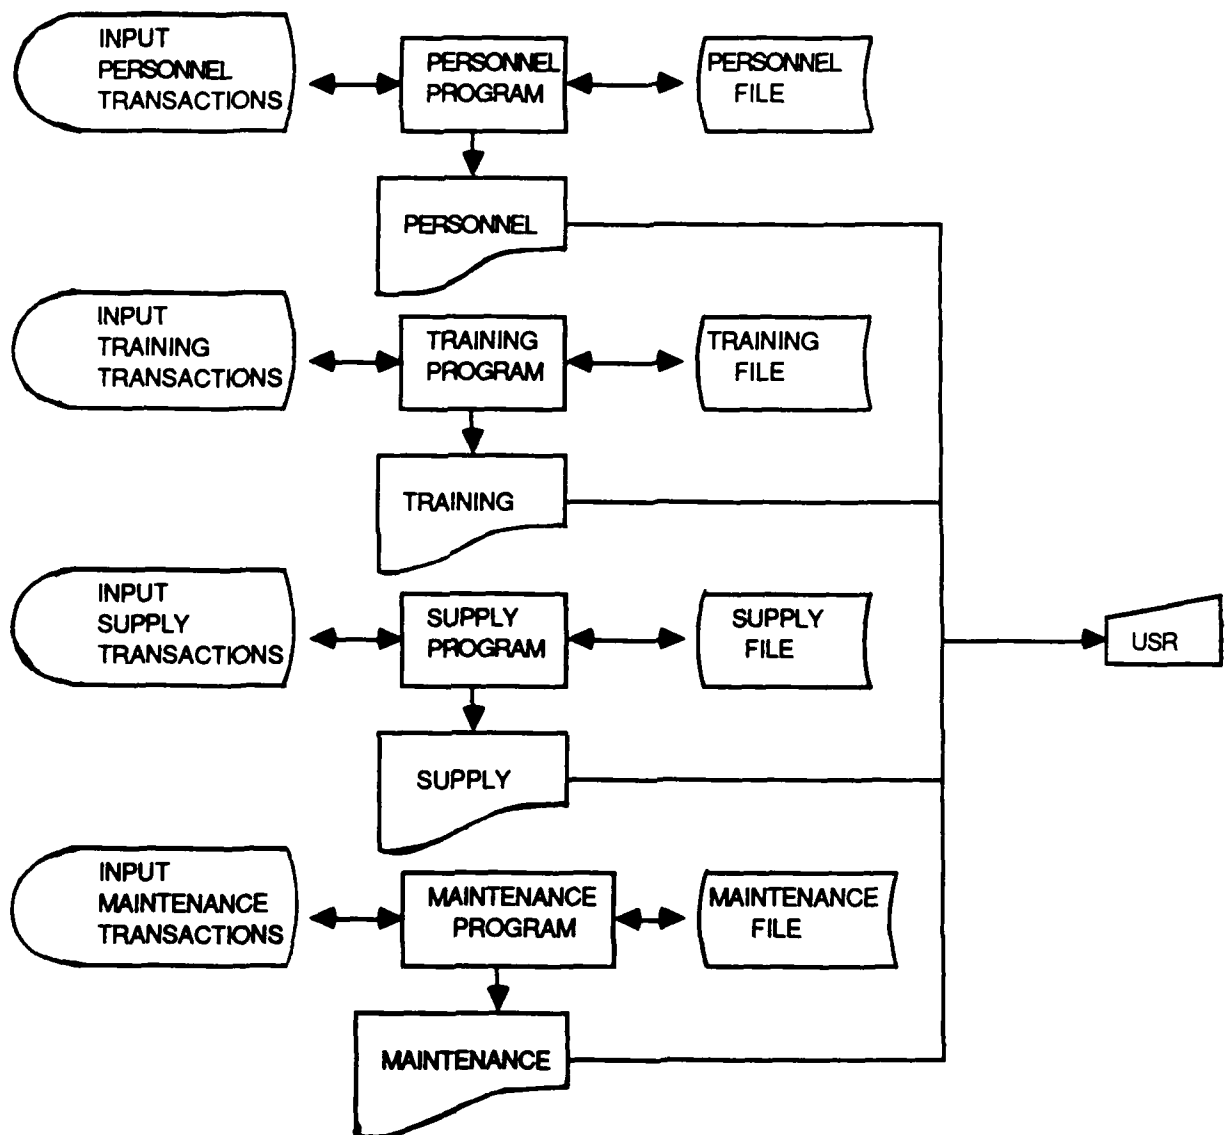 INPUT
PERSONNEL
TRANSACTIONS
PERSONNEL
PROGRAM
PERSONNEL
FILE
PERSONNEL
INPUT
TRAINING
TRANSACTIONS
TRAINING
PROGRAM
TRAINING
FILE
TRAINING
INPUT
SUPPLY
TRANSACTIONS
SUPPLY
PROGRAM
SUPPLY
FILE
USR
SUPPLY
INPUT
MAINTENANCE
TRANSACTIONS
MAINTENANCE
PROGRAM
MAINTENANCE
FILE
MAINTENANCE